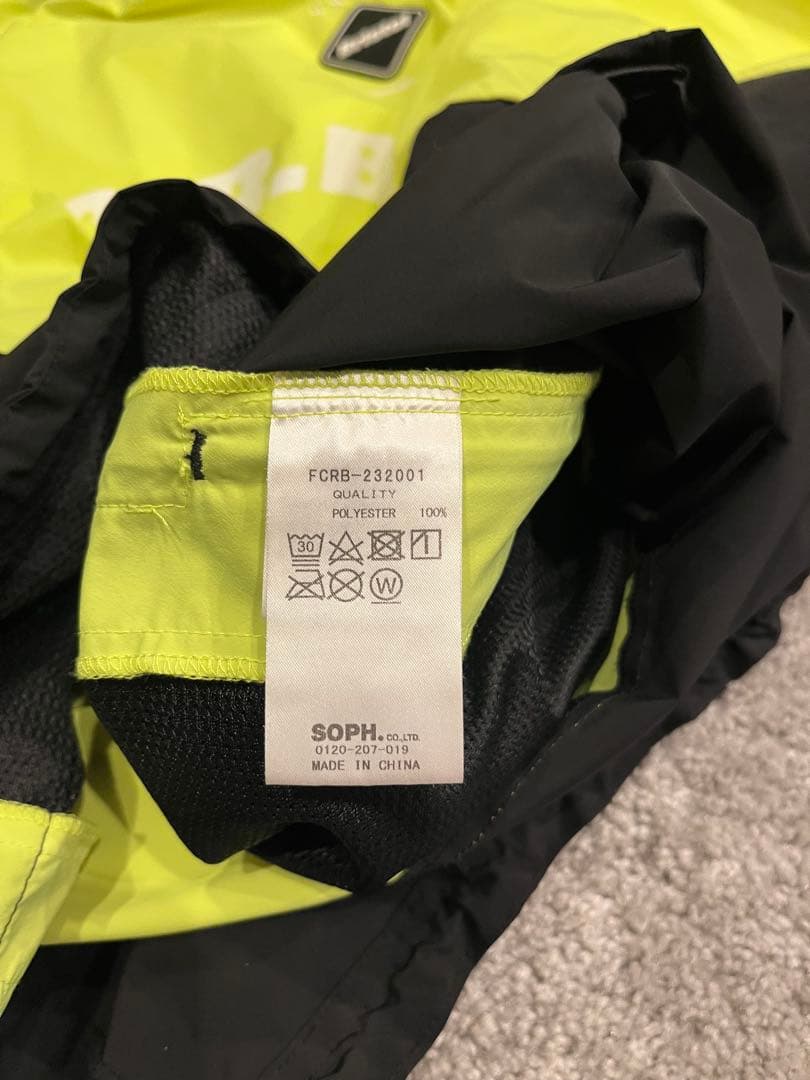 FCRB-232001
QUALITY
POLYESTER 100%
30
W
SOPH. CO.,LTD.
0120-207-019
MADE IN CHINA